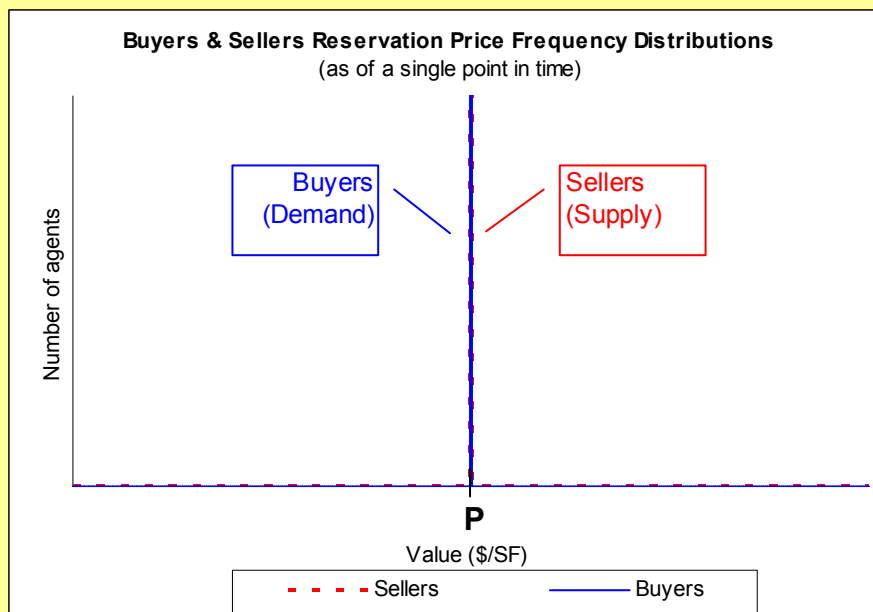 Buyers & Sellers Reservation Price Frequency Distributions
(as of a single point in time)
Buyers
(Demand)
Sellers
(Supply)
Number of agents
P
Value ($/SF)
Sellers
Buyers